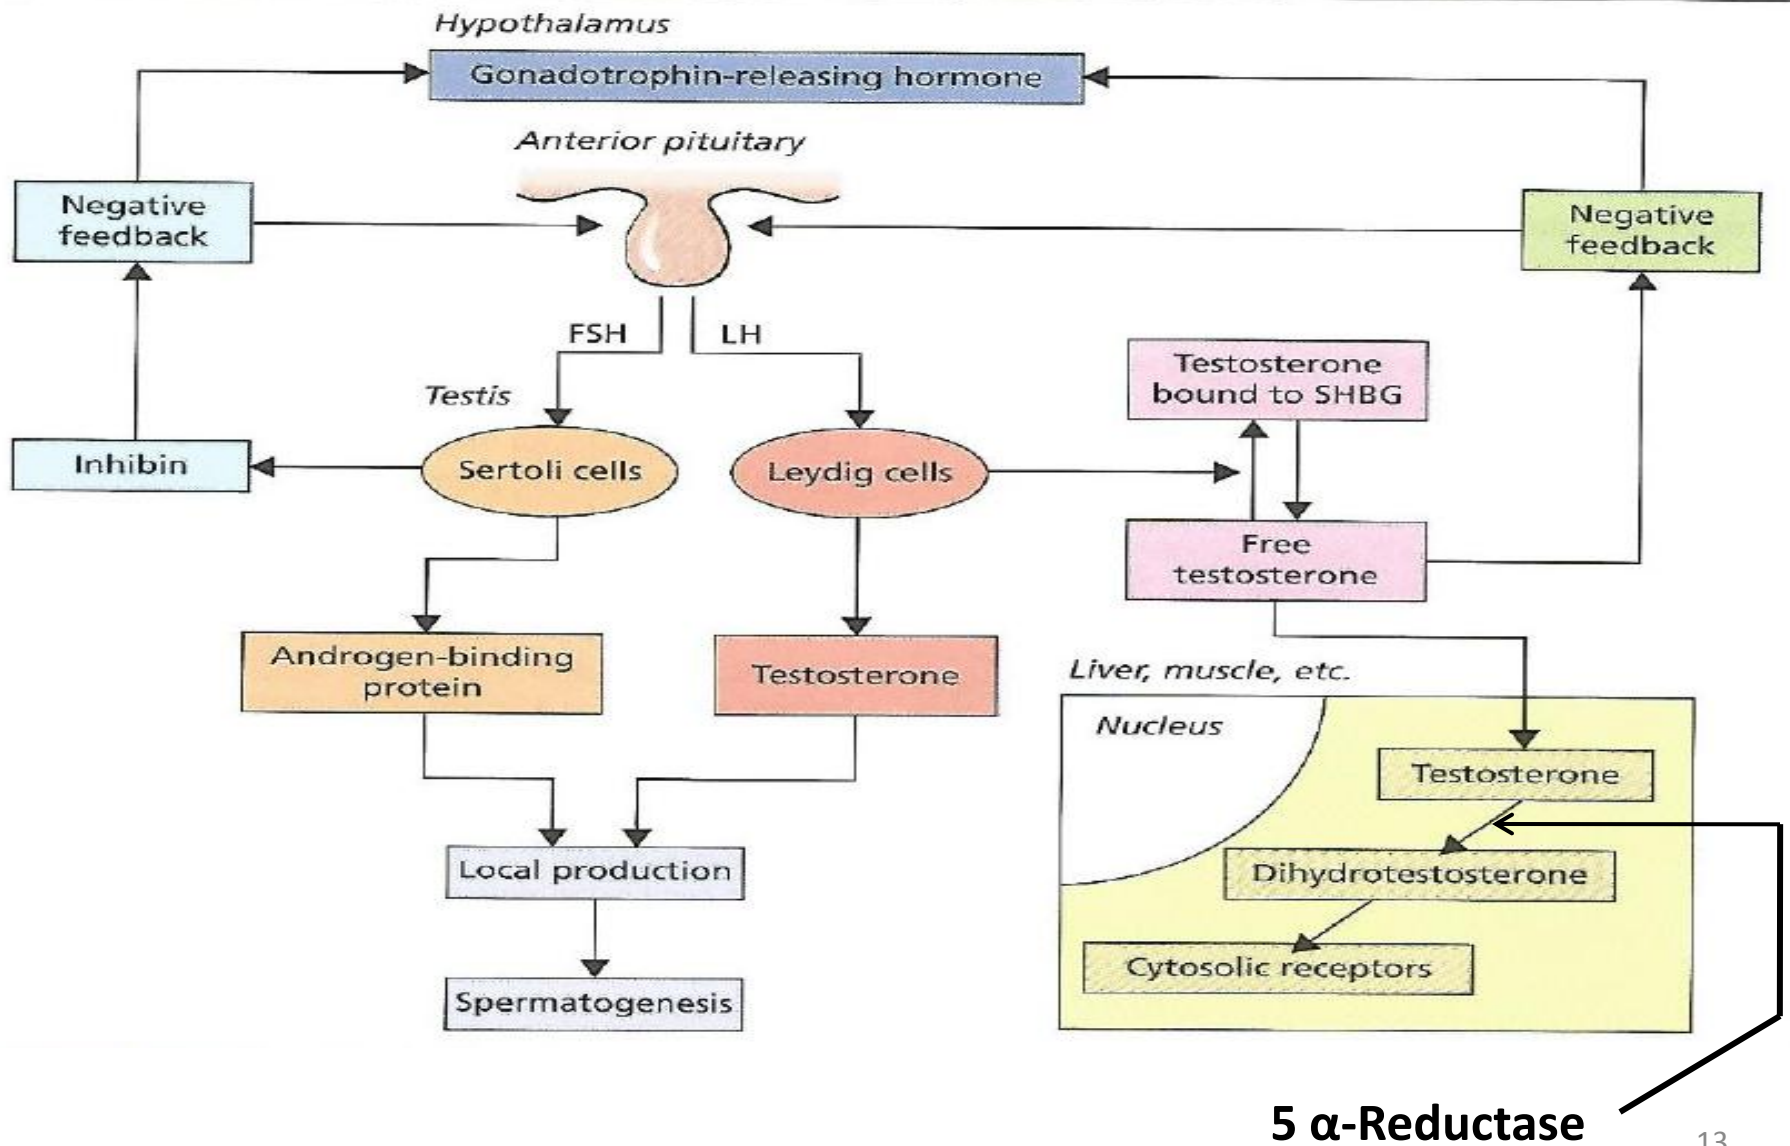 Hypothalamus
Gonadotrophin-releasing hormone
Anterior pituitary
Negative
feedback
Negative
feedback
FSH
LH
Testosterone
bound to SHBG
Testis
Inhibin
Sertoli cells
Leydig cells
Free
testosterone
Androgen-binding
protein
Testosterone
Liver, muscle, etc.
Nucleus
Testosterone
Local production
Dihydrotestosterone
Cytosolic receptors
Spermatogenesis
5 α-Reductase
13